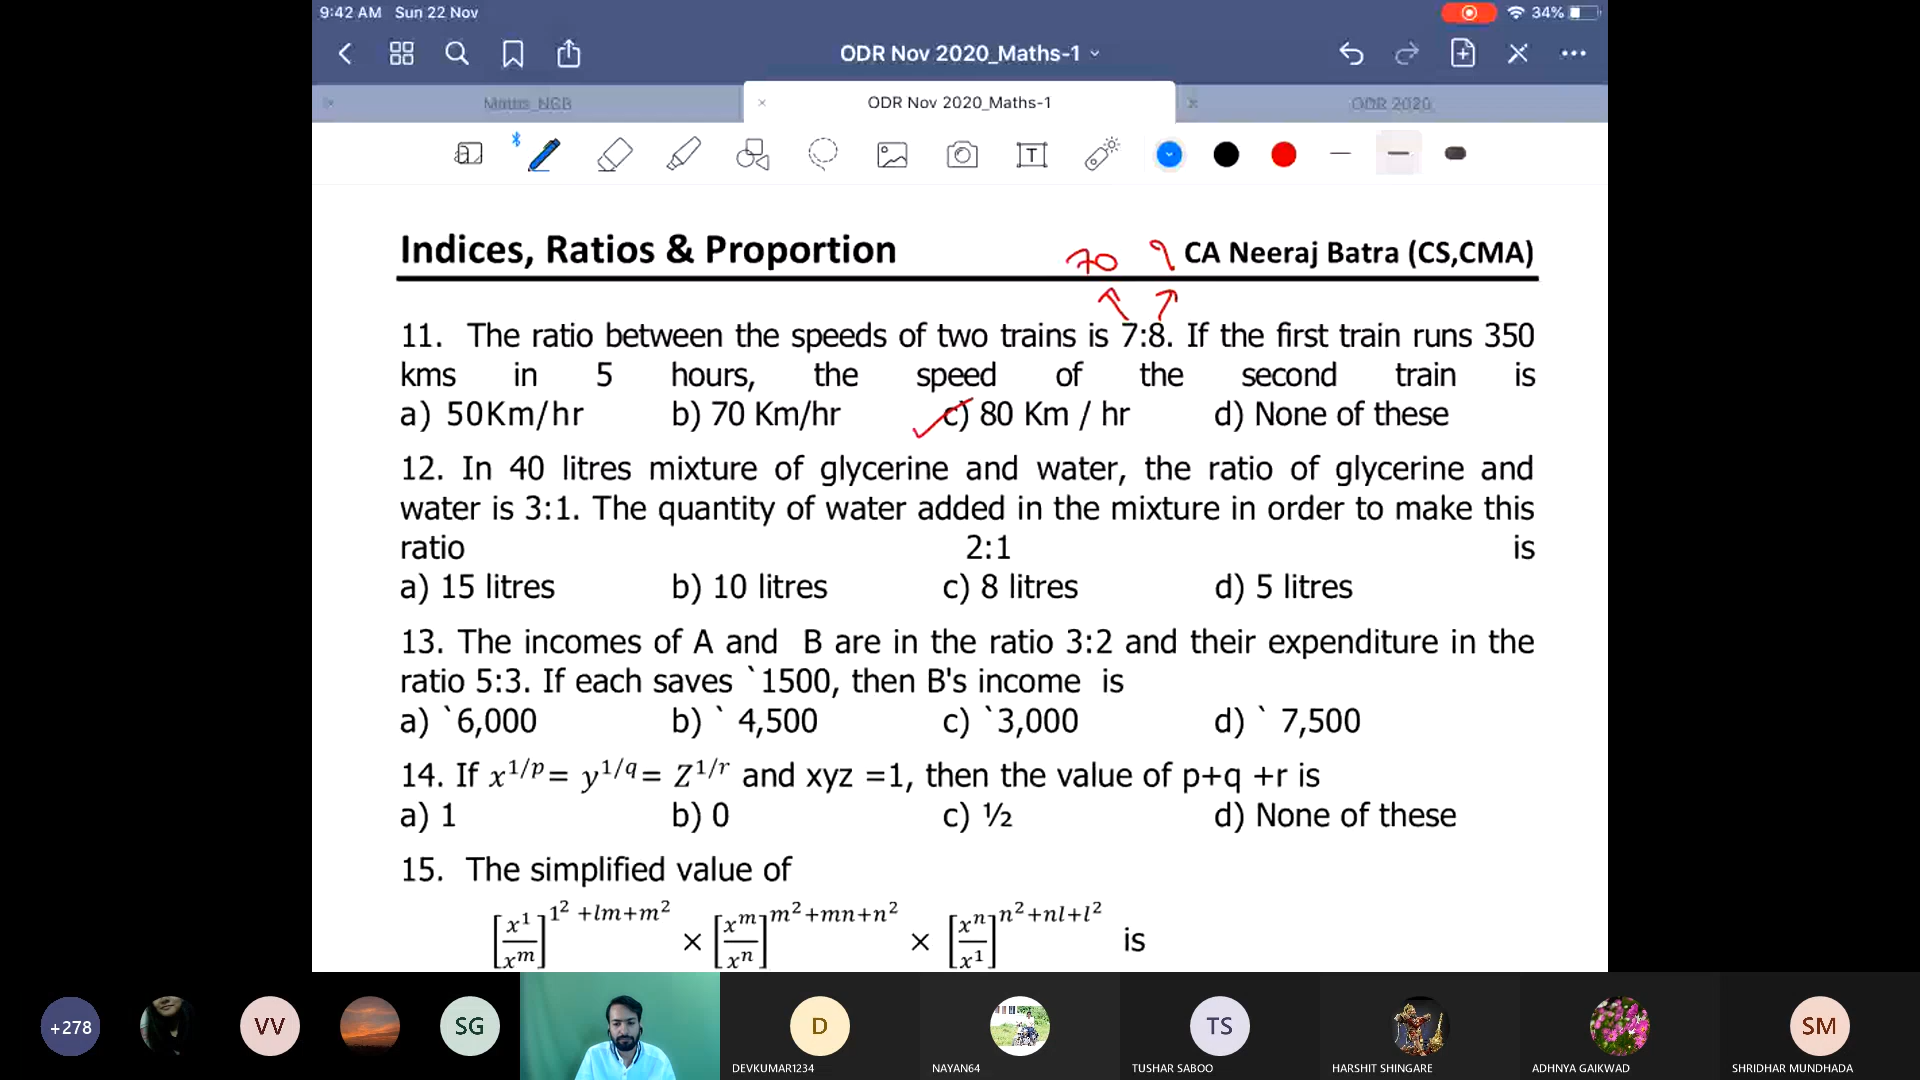 9:42 AM Sun 22 Nov
34%
ODR Nov 2020_Maths-1
Maths_NGB
ODR Nov 2020_Maths-1
ODR 2020
Indices, Ratios & Proportion
70 9
CA Neeraj Batra (CS,CMA)
11. The ratio between the speeds of two trains is 7:8. If the first train runs 350
kms in 5 hours, the speed of the second train is
a) 50Km/hr b) 70 Km/hr c) 80 Km / hr d) None of these
12. In 40 litres mixture of glycerine and water, the ratio of glycerine and
water is 3:1. The quantity of water added in the mixture in order to make this
ratio 2:1 is
a) 15 litres b) 10 litres c) 8 litres d) 5 litres
13. The incomes of A and B are in the ratio 3:2 and their expenditure in the
ratio 5:3. If each saves `1500, then B's income is
a) `6,000 b) ` 4,500 c) `3,000 d) ` 7,500
14. If x^{1/p} = y^{1/q} = Z^{1/r} and xyz =1, then the value of p+q +r is
a) 1 b) 0 c) ½ d) None of these
15. The simplified value of
[x^1/x^m]^{1^2 +lm+m^2} × [x^m/x^n]^{m^2+mn+n^2} × [x^n/x^1]^{n^2+nl+l^2} is
+278 VV SG D TS SM
DEVKUMAR1234 NAYAN64 TUSHAR SABOO HARSHIT SHINGARE ADHNYA GAIKWAD SHRIDHAR MUNDHADA